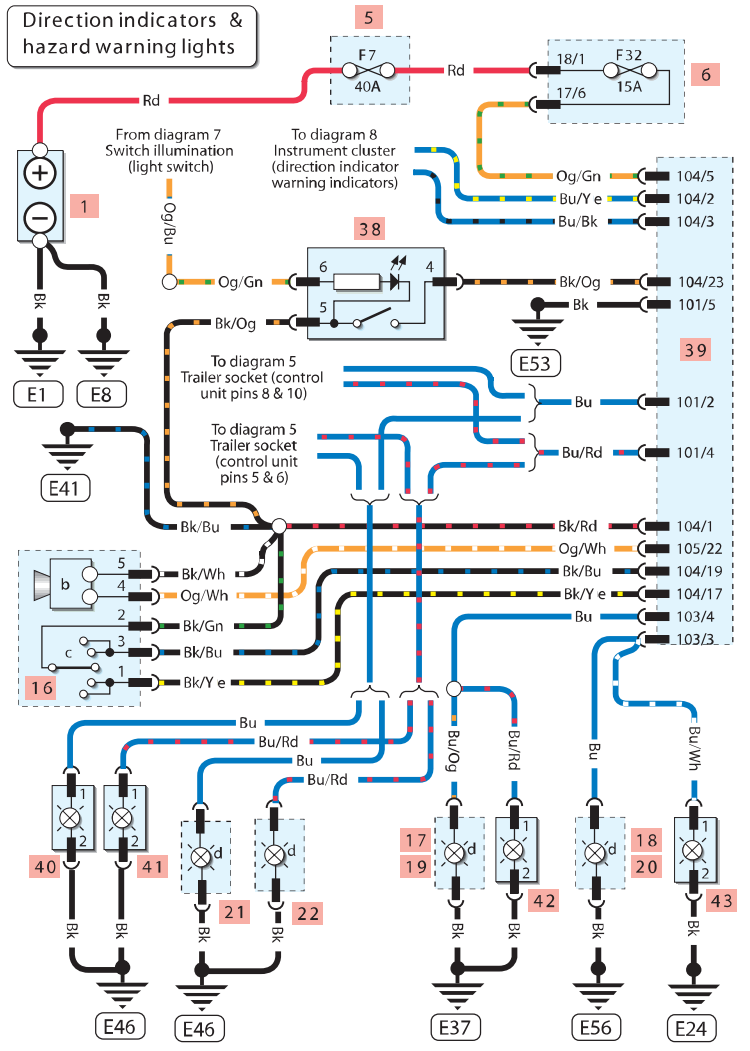 Direction indicators &
hazard warning lights
5
F7
40A
Rd
Rd
18/1
17/6
F32
15A
6
From diagram 7
Switch illumination
(light switch)
To diagram 8
Instrument cluster
(direction indicator
warning indicators)
1
Og/Gn
104/5
Bu/Ye
104/2
Bu/Bk
104/3
Og/Bu
38
6
4
5
Og/Gn
Bk/Og
104/23
Bk
101/5
Bk/Og
Bk
Bk
E1
E8
E53
39
To diagram 5
Trailer socket (control
unit pins 8 & 10)
Bu
101/2
To diagram 5
Trailer socket
(control unit
pins 5 & 6)
Bu/Rd
101/4
E41
Bk/Bu
Bk/Rd
104/1
Og/Wh
105/22
b
5
Bk/Wh
Bk/Bu
104/19
4
Og/Wh
Bk/Ye
104/17
2
Bk/Gn
Bu
103/4
c
3
Bk/Bu
103/3
16
1
Bk/Ye
Bu
Bu/Rd
Bu
Bu/Rd
Bu/Og
Bu/Rd
Bu
Bu/Wh
1
2
40
1
2
41
d
21
d
22
17
19
d
1
2
42
d
18
20
1
2
43
Bk
Bk
Bk
Bk
Bk
Bk
Bk
Bk
E46
E46
E37
E56
E24